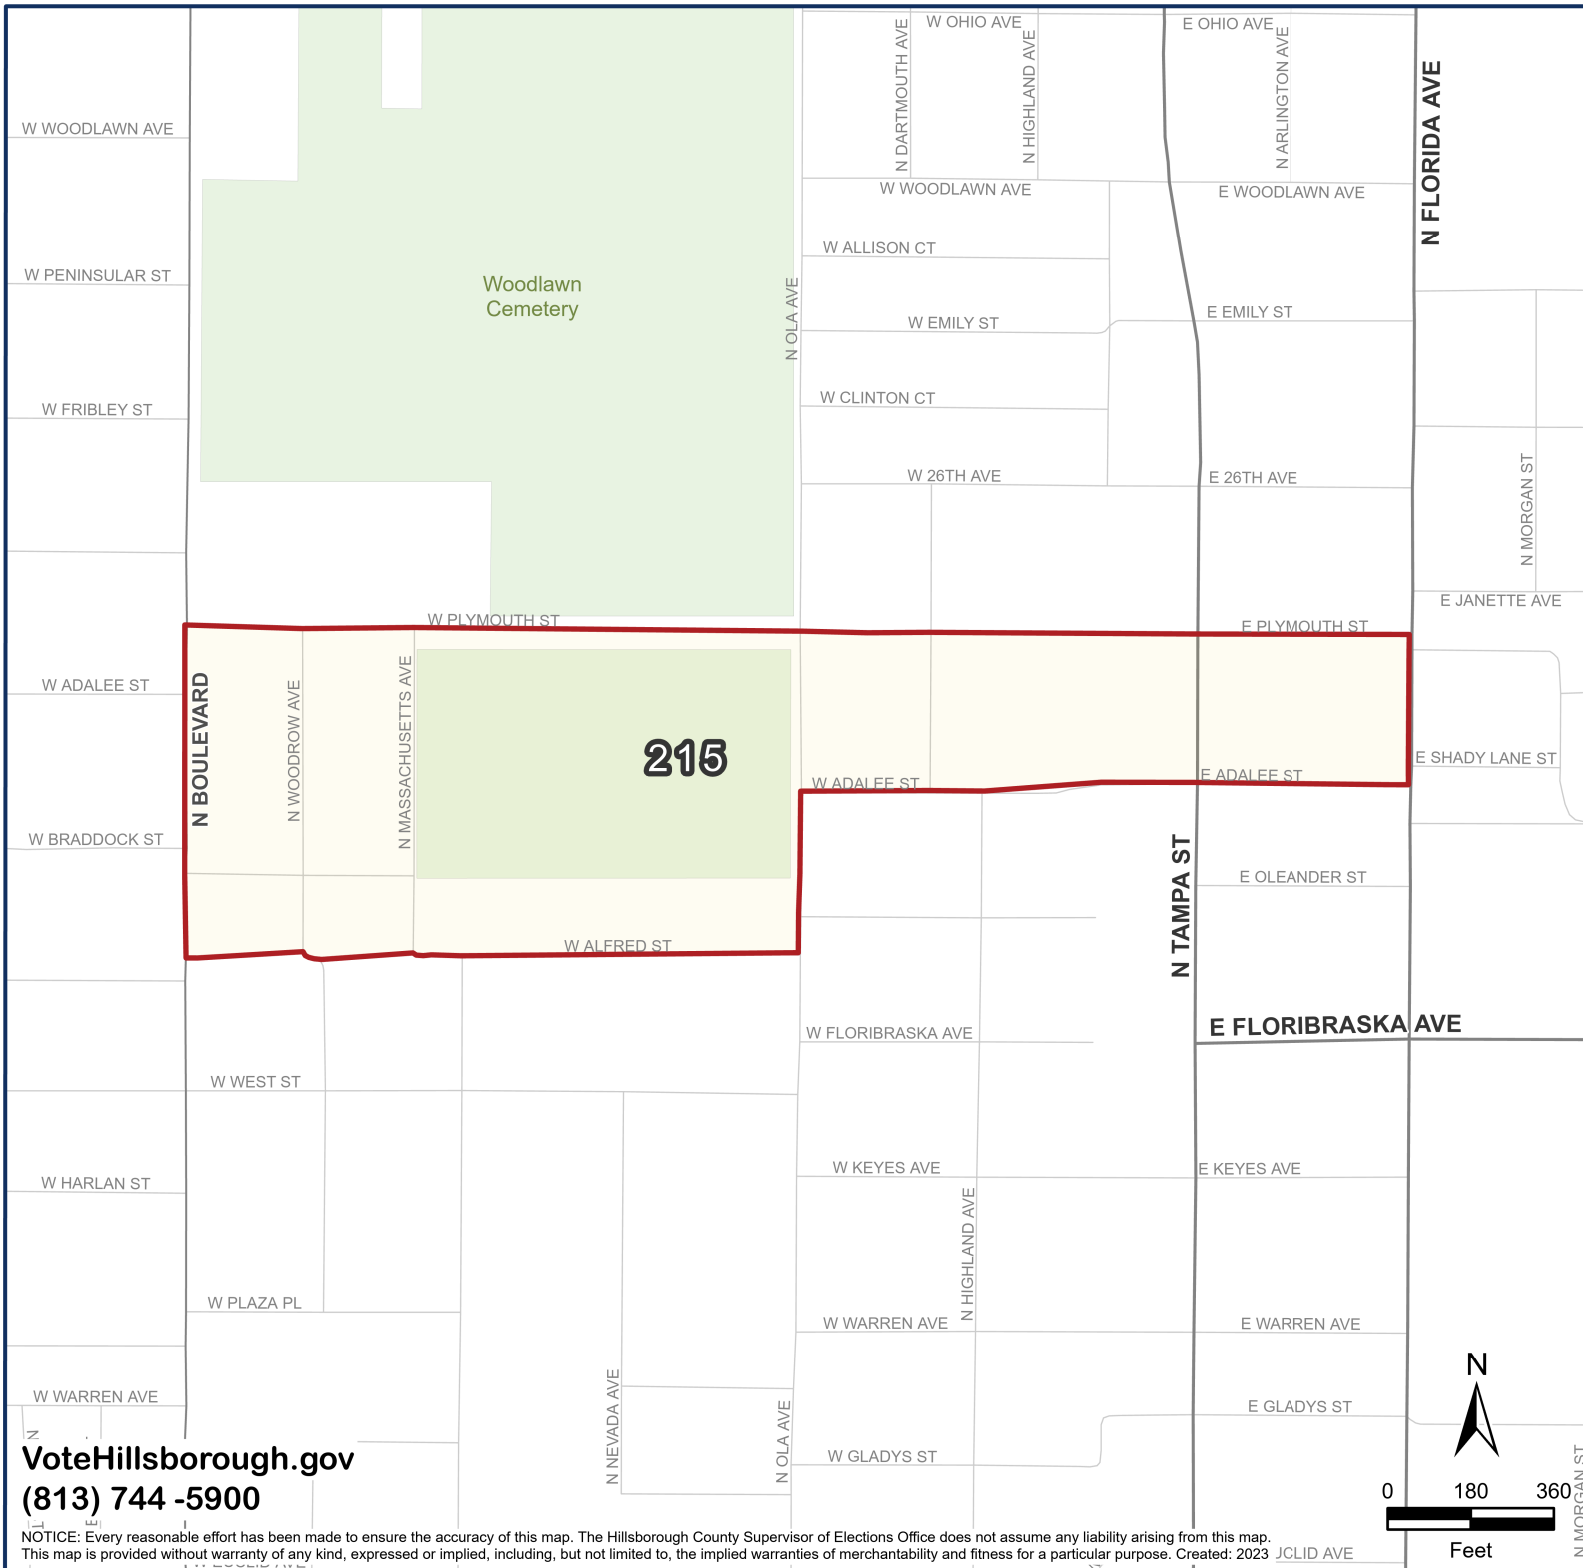 W OHIO AVE
E OHIO AVE
N DARTMOUTH AVE
N HIGHLAND AVE
N ARLINGTON AVE
N FLORIDA AVE
W WOODLAWN AVE
W WOODLAWN AVE
E WOODLAWN AVE
W ALLISON CT
W PENINSULAR ST
Woodlawn
Cemetery
N OLA AVE
W EMILY ST
E EMILY ST
W FRIBLEY ST
W CLINTON CT
W 26TH AVE
E 26TH AVE
N MORGAN ST
E JANETTE AVE
W PLYMOUTH ST
E PLYMOUTH ST
W ADALEE ST
N BOULEVARD
N WOODROW AVE
N MASSACHUSETTS AVE
215
E SHADY LANE ST
W ADALEE ST
E ADALEE ST
W BRADDOCK ST
N TAMPA ST
E OLEANDER ST
W ALFRED ST
E FLORIBRASKA AVE
W FLORIBRASKA AVE
W WEST ST
W KEYES AVE
E KEYES AVE
W HARLAN ST
N HIGHLAND AVE
W PLAZA PL
W WARREN AVE
E WARREN AVE
N
W WARREN AVE
N NEVADA AVE
N OLA AVE
E GLADYS ST
W GLADYS ST
N MORGAN ST
VoteHillsborough.gov
(813) 744 -5900
0 180 360
Feet
NOTICE: Every reasonable effort has been made to ensure the accuracy of this map. The Hillsborough County Supervisor of Elections Office does not assume any liability arising from this map.
This map is provided without warranty of any kind, expressed or implied, including, but not limited to, the implied warranties of merchantability and fitness for a particular purpose. Created: 2023
UCLID AVE